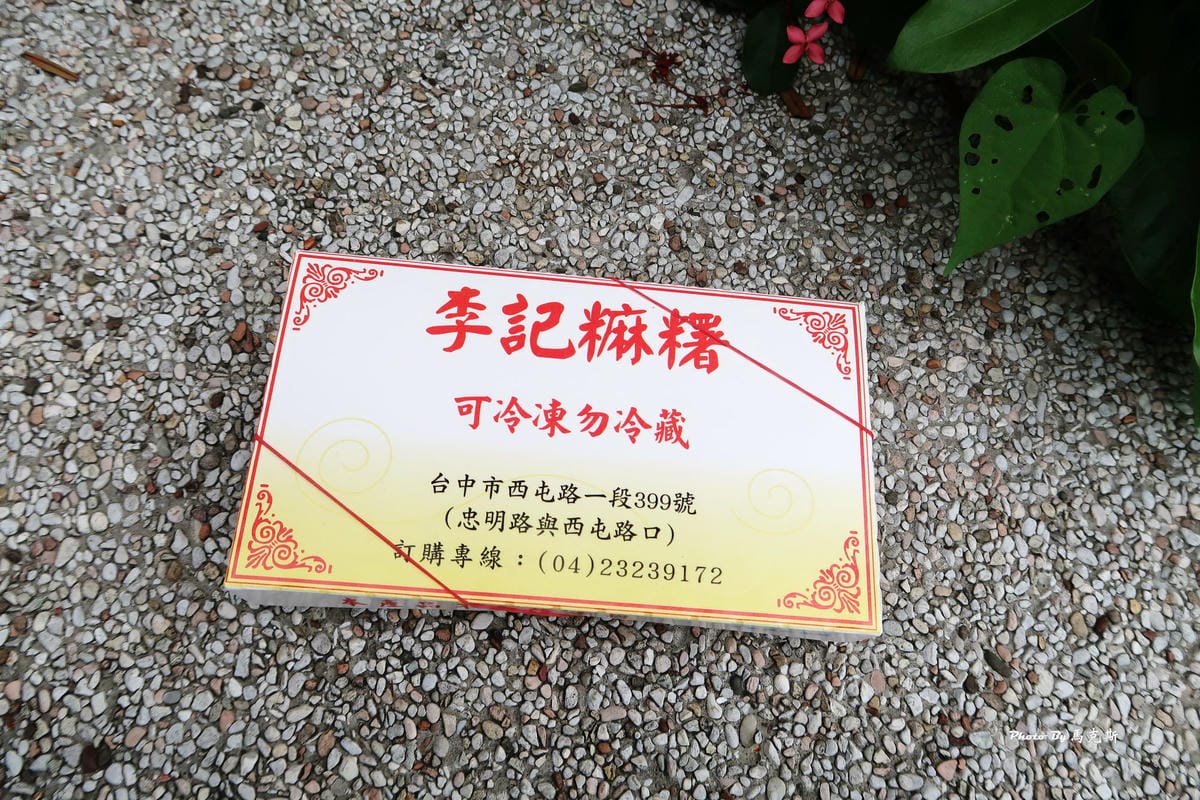 李記糜糬
可冷凍勿冷藏
台中市西屯路一段399號
(忠明路與西屯路口)
訂購專線：(04)23239172
Photo By 馬克斯